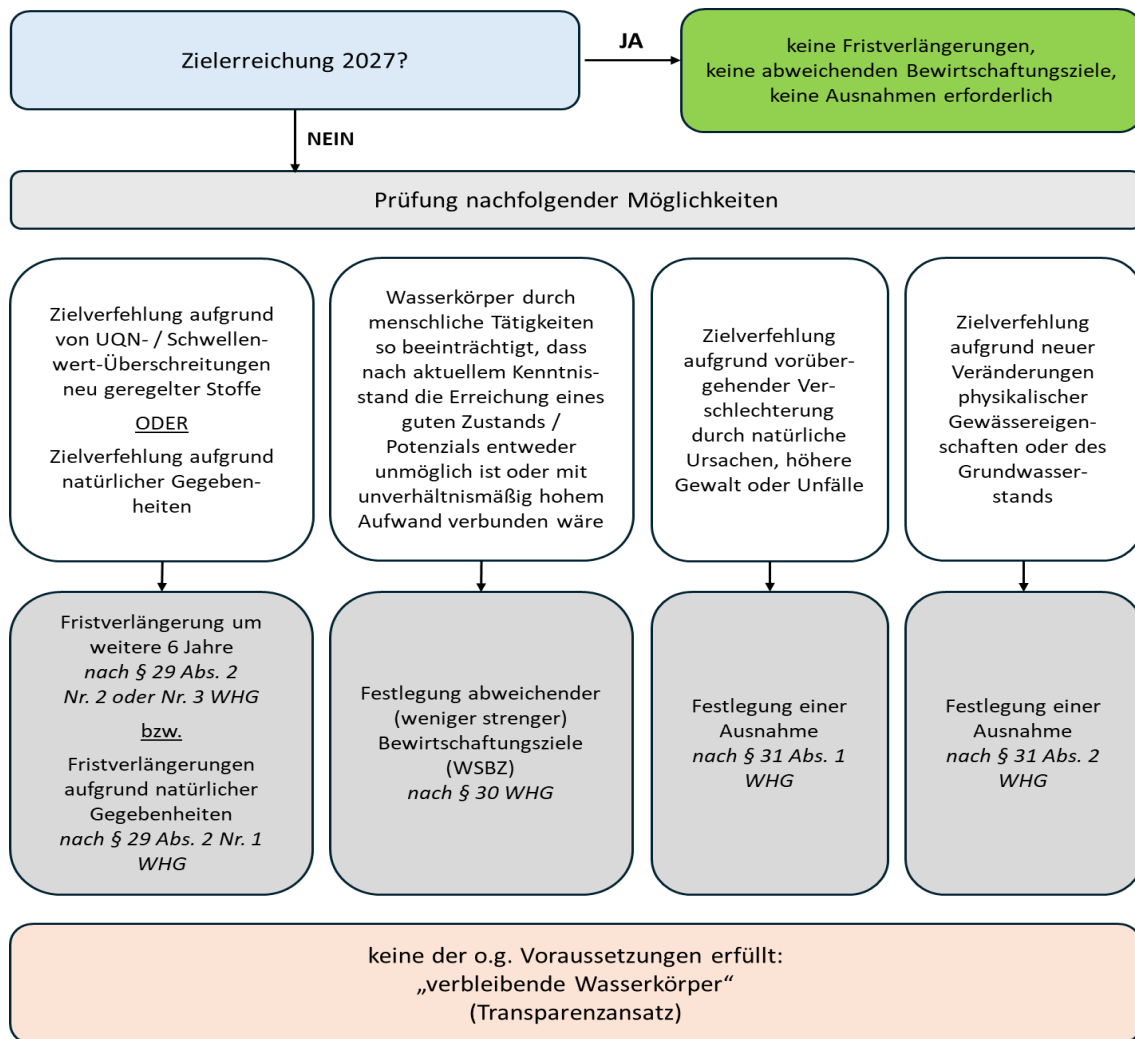 Zielerreichung 2027?
JA
keine Fristverlängerungen,
keine abweichenden Bewirtschaftungsziele,
keine Ausnahmen erforderlich
NEIN
Prüfung nachfolgender Möglichkeiten
Zielverfehlung aufgrund
von UQN- / Schwellen-
wert-Überschreitungen
neu geregelter Stoffe
ODER
Zielverfehlung aufgrund
natürlicher Gegeben-
heiten
Wasserkörper durch
menschliche Tätigkeiten
so beeinträchtigt, dass
nach aktuellem Kenntnis-
stand die Erreichung eines
guten Zustands /
Potenzials entweder
unmöglich ist oder mit
unverhältnismäßig hohem
Aufwand verbunden wäre
Zielverfehlung
aufgrund vorüber-
gehender Ver-
schlechterung
durch natürliche
Ursachen, höhere
Gewalt oder Unfälle
Zielverfehlung
aufgrund neuer
Veränderungen
physikalischer
Gewässereigen-
schaften oder des
Grundwasser-
stands
Fristverlängerung um
weitere 6 Jahre
nach § 29 Abs. 2
Nr. 2 oder Nr. 3 WHG
bzw.
Fristverlängerungen
aufgrund natürlicher
Gegebenheiten
nach § 29 Abs. 2 Nr. 1
WHG
Festlegung abweichender
(weniger strenger)
Bewirtschaftungsziele
(WSBZ)
nach § 30 WHG
Festlegung einer
Ausnahme
nach § 31 Abs. 1
WHG
Festlegung einer
Ausnahme
nach § 31 Abs. 2
WHG
keine der o.g. Voraussetzungen erfüllt:
„verbleibende Wasserkörper“
(Transparenzansatz)